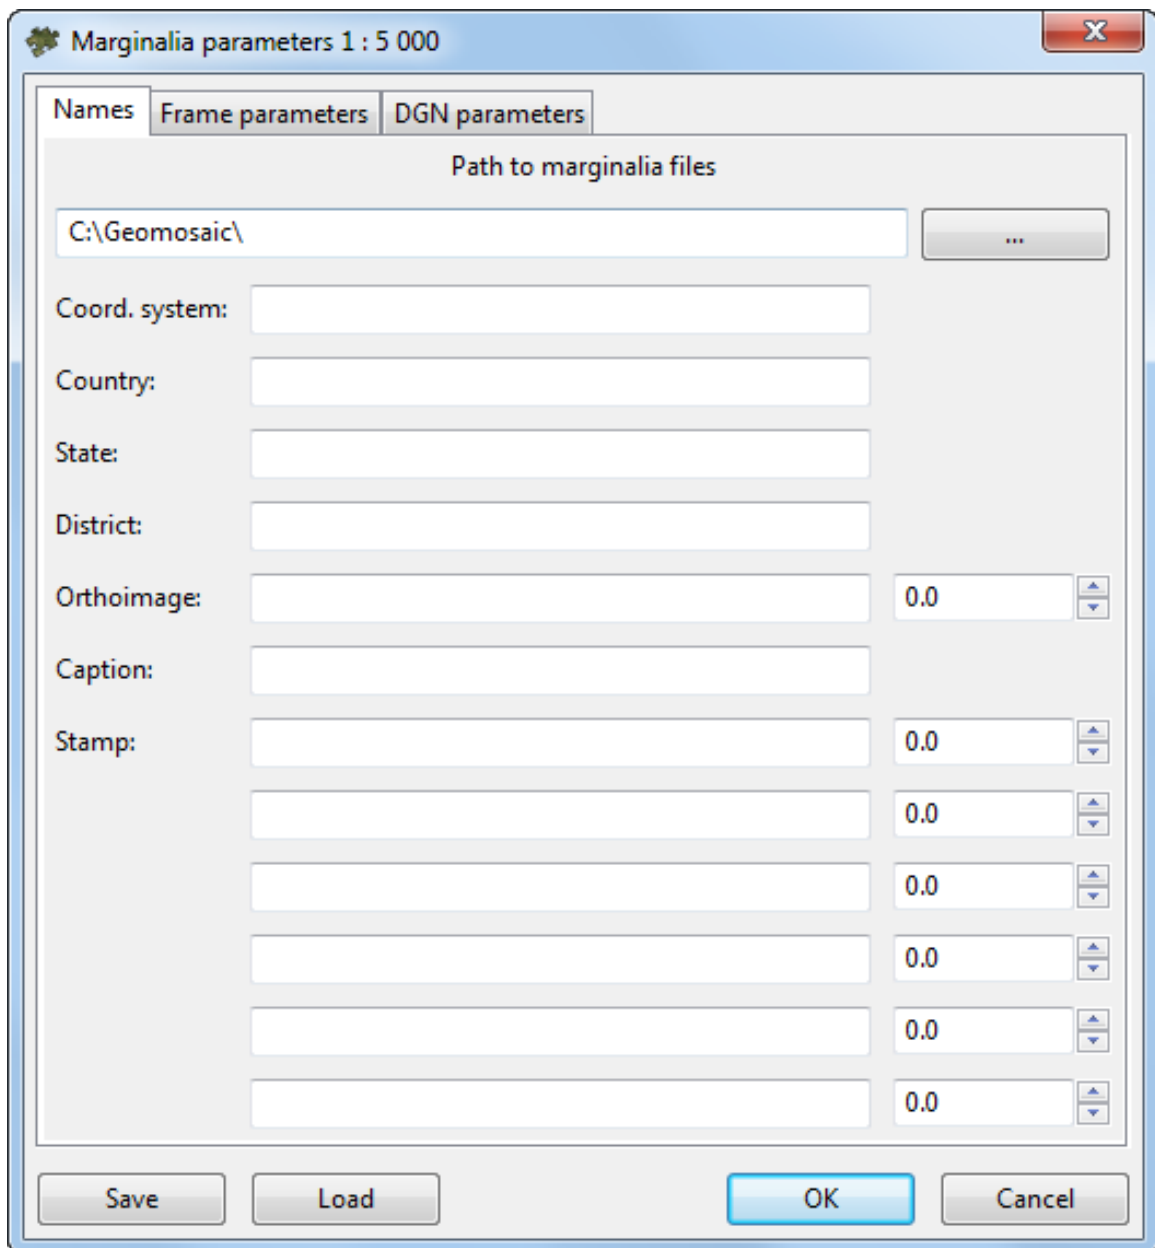 Marginalia parameters 1 : 5 000
Names Frame parameters DGN parameters
Path to marginalia files
C:\Geomosaic\ ...
Coord. system:
Country:
State:
District:
Orthoimage: 0.0
Caption:
Stamp: 0.0
0.0
0.0
0.0
0.0
0.0
Save Load OK Cancel